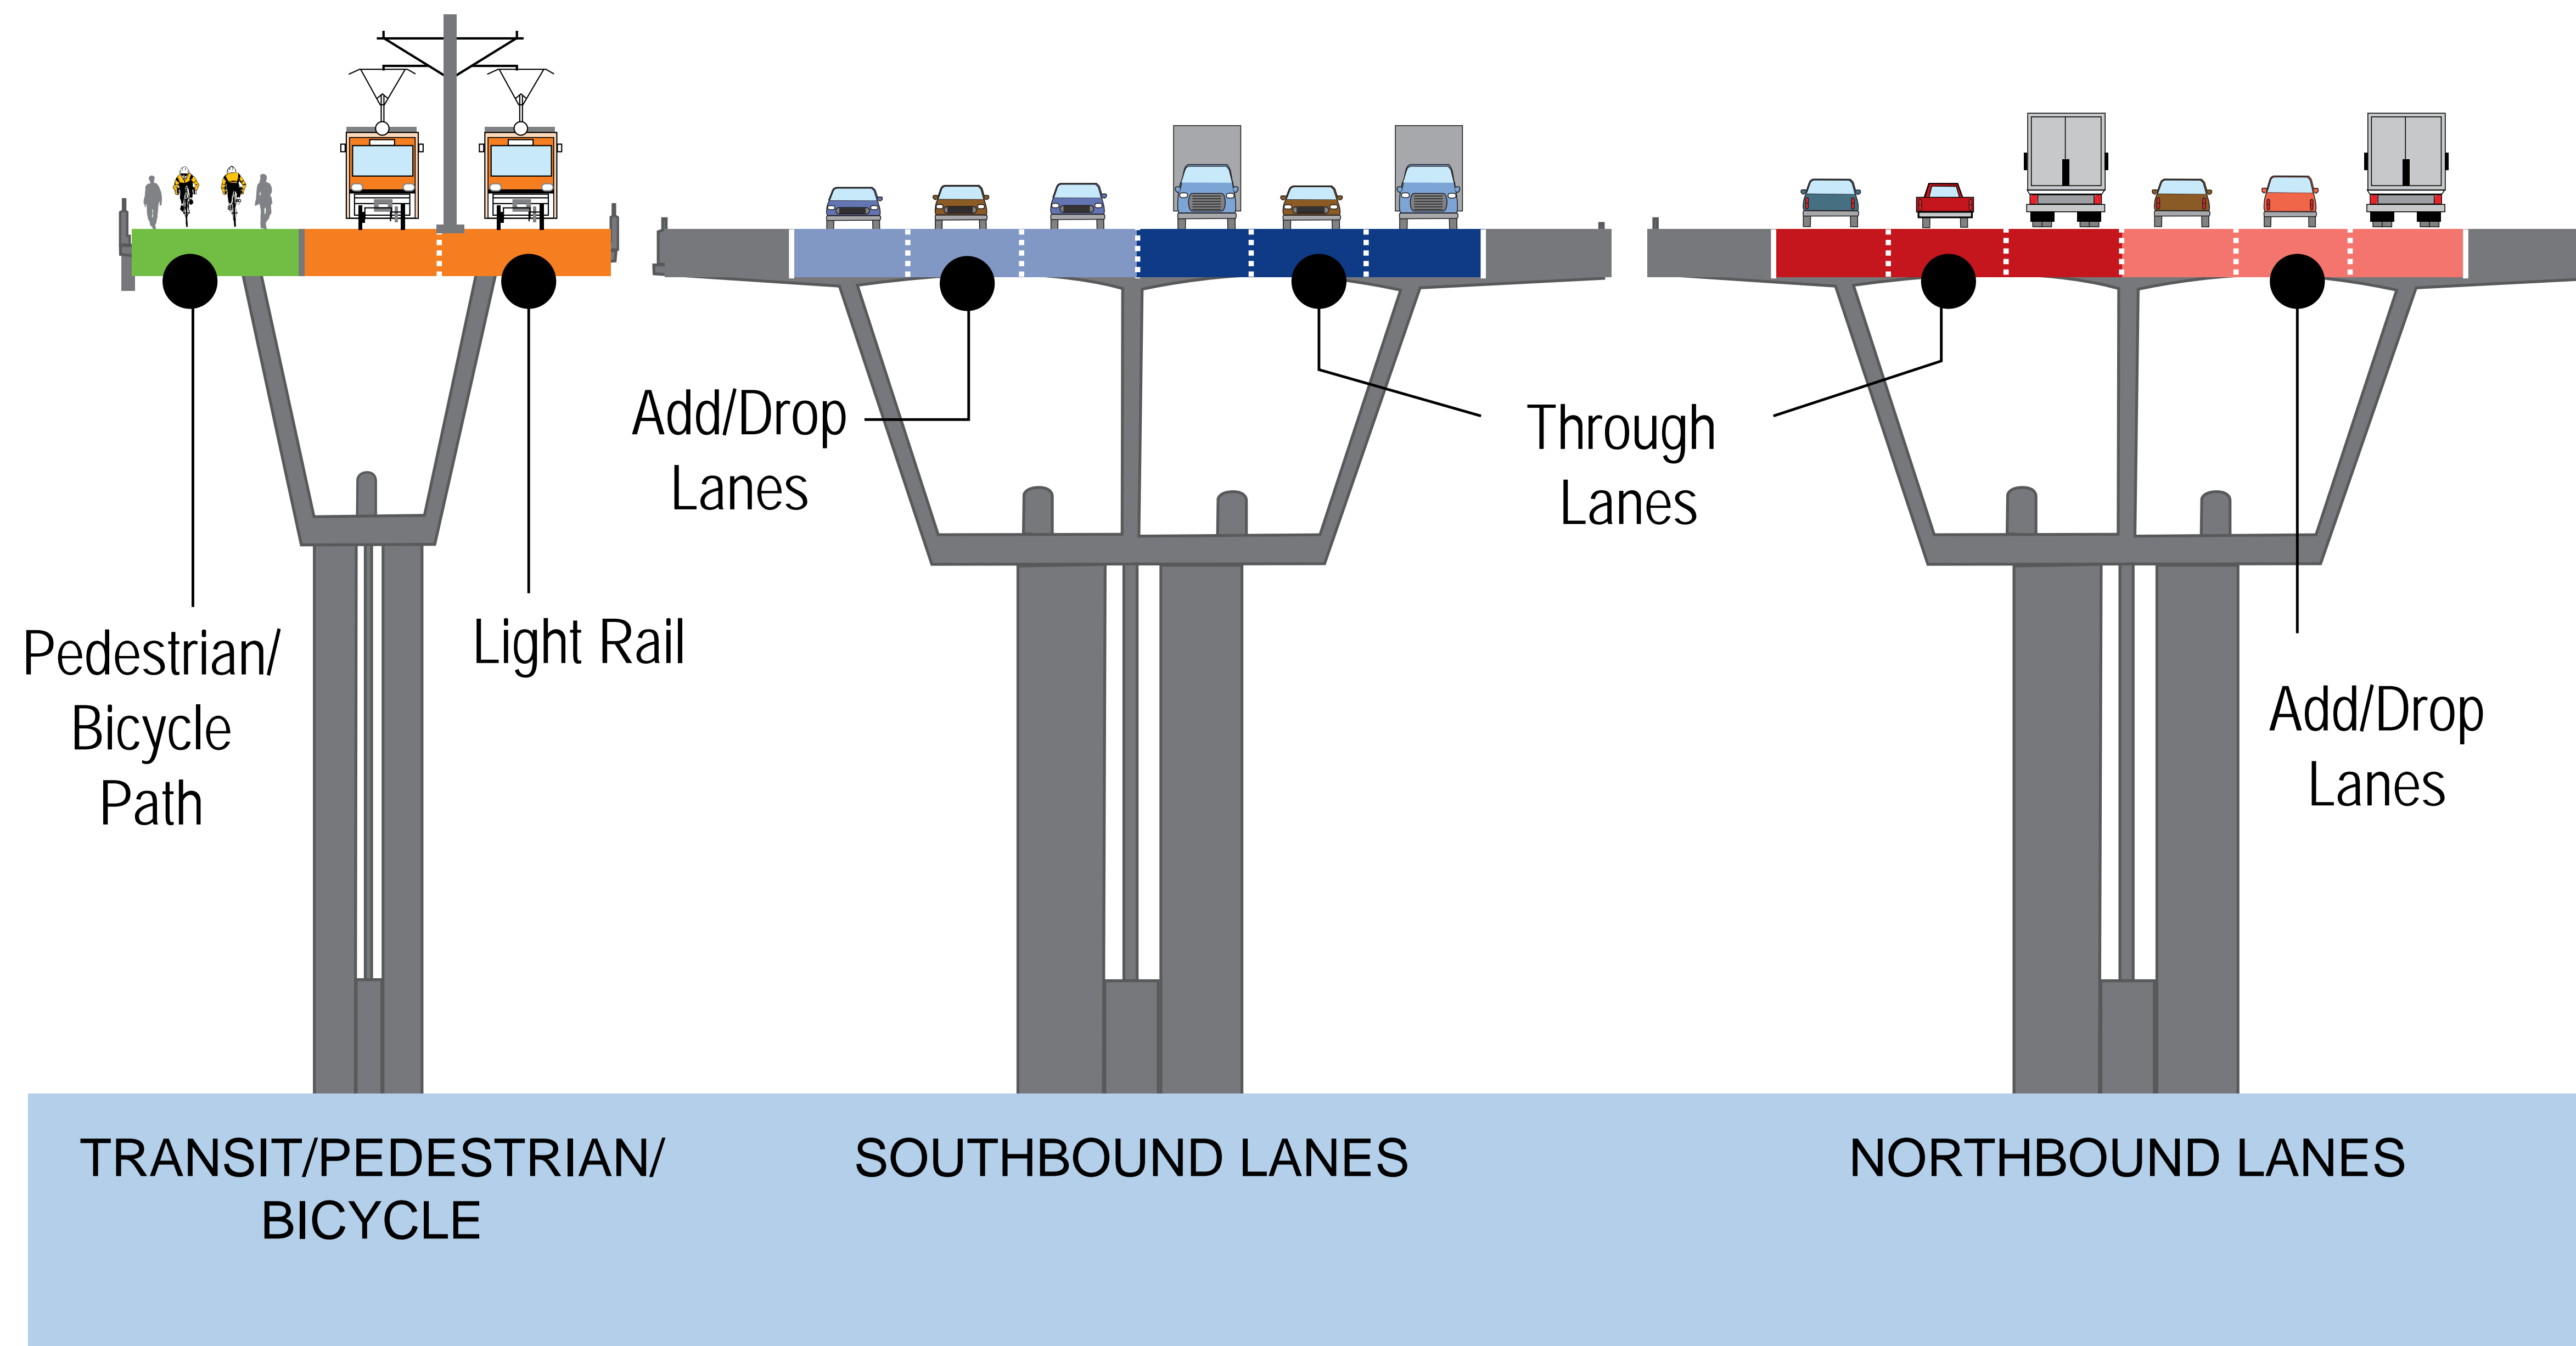 Add/Drop
Lanes
Through
Lanes
Pedestrian/
Bicycle
Path
Light Rail
Add/Drop
Lanes
TRANSIT/PEDESTRIAN/
BICYCLE
SOUTHBOUND LANES
NORTHBOUND LANES